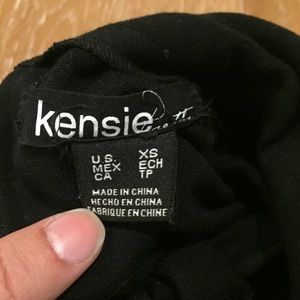 kensie
U.S. XS
MEX ECH
CA TP
MADE IN CHINA
HECHO EN CHINA
FABRIQUE EN CHINE